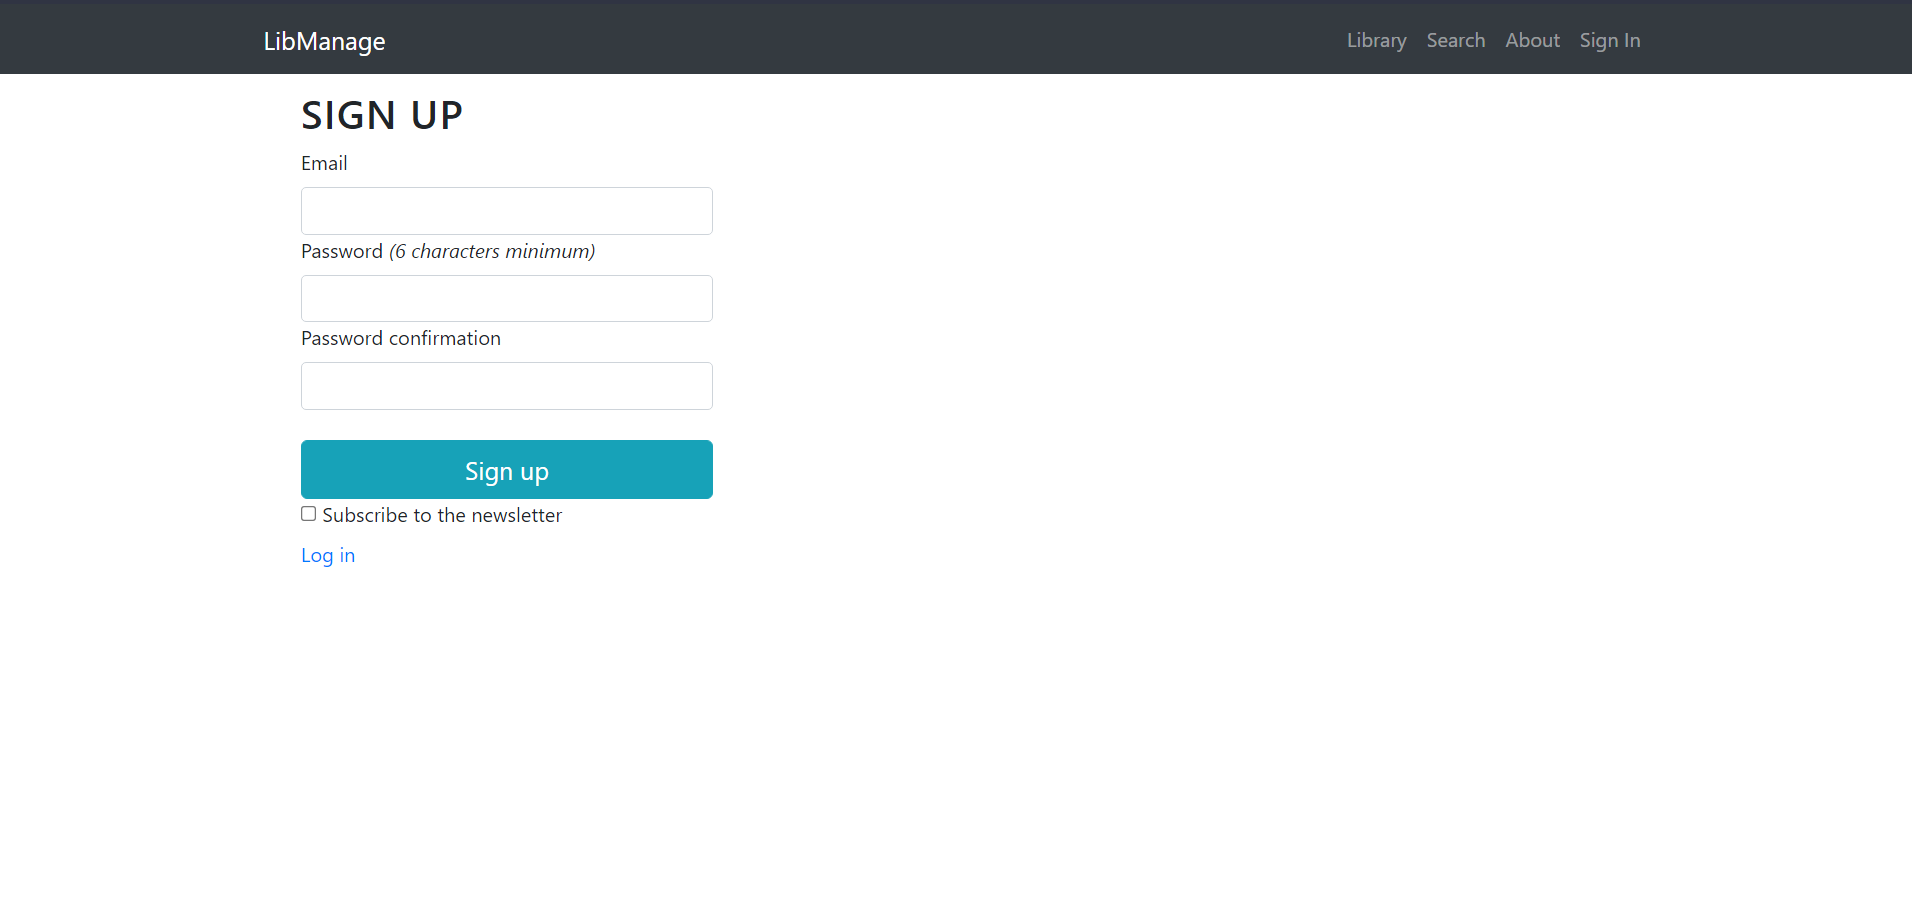 LibManage Library Search About Sign In
SIGN UP
Email
Password (6 characters minimum)
Password confirmation
Sign up
Subscribe to the newsletter
Log in